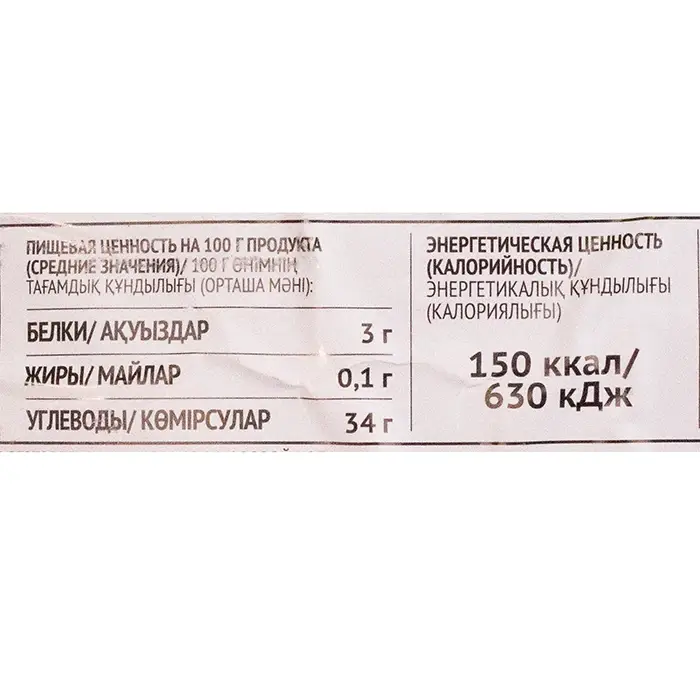 ПИЩЕВАЯ ЦЕННОСТЬ НА 100 Г ПРОДУКТА
(СРЕДНИЕ ЗНАЧЕНИЯ)/ 100 Г ӨНІМНІҢ
ТАҒАМДЫҚ ҚҰНДЫЛЫҒЫ (ОРТАША МӘНІ):
БЕЛКИ/ АҚУЫЗДАР 3 г
ЖИРЫ/ МАЙЛАР 0,1 г
УГЛЕВОДЫ/ КӨМІРСУЛАР 34 г
ЭНЕРГЕТИЧЕСКАЯ ЦЕННОСТЬ
(КАЛОРИЙНОСТЬ)/
ЭНЕРГЕТИКАЛЫҚ ҚҰНДЫЛЫҒЫ
(КАЛОРИЯЛЫҒЫ)
150 ккал/
630 кДж